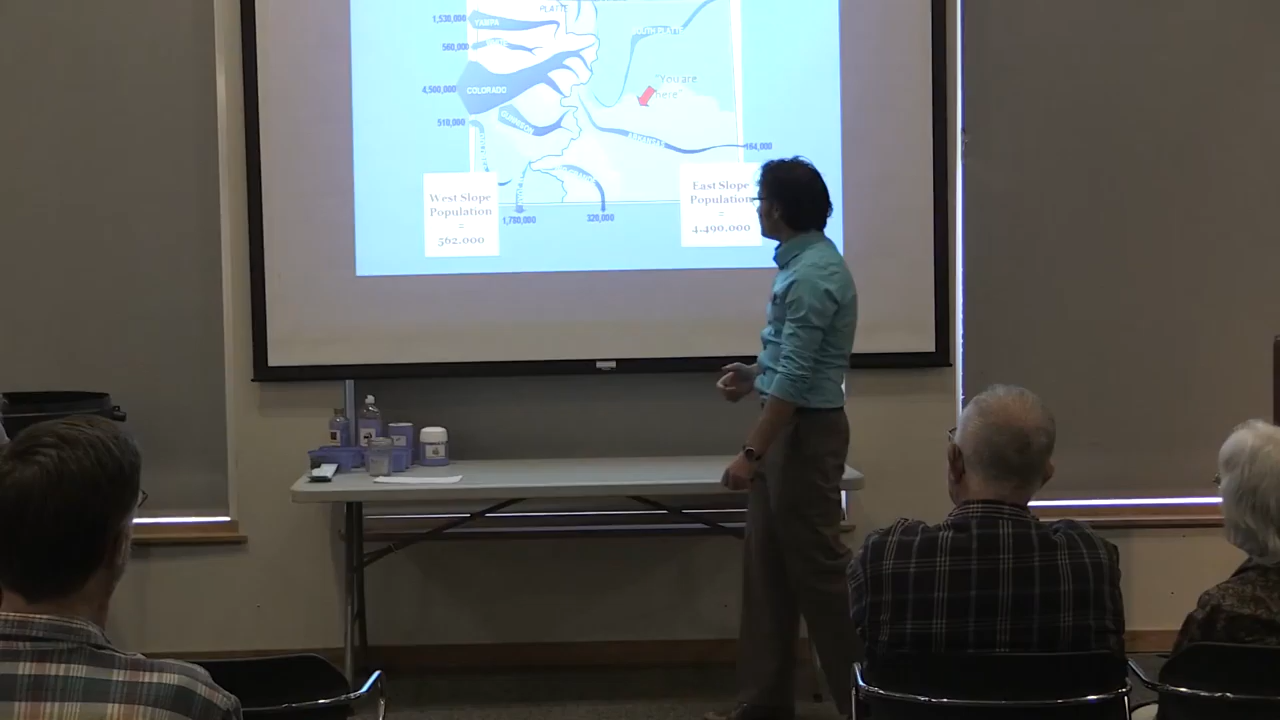 PLATTE
1,530,000
YAMPA
SOUTH PLATTE
560,000
WHITE
"You are
here"
4,500,000
COLORADO
510,000
GUNNISON
ARKANSAS
164,000
West Slope
Population
=
562,000
East Slope
Population
=
4,490,000
1,780,000
320,000